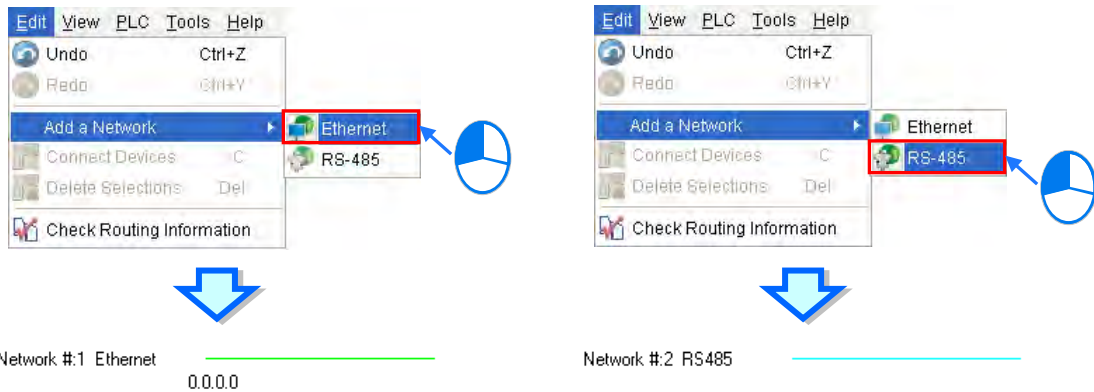 Edit View PLC Tools Help
Undo Ctrl+Z
Redo Ctrl+Y
Add a Network
Ethernet
Connect Devices C
RS-485
Delete Selections Del
Check Routing Information
Network #:1 Ethernet
0.0.0.0
Edit View PLC Tools Help
Undo Ctrl+Z
Redo Ctrl+Y
Add a Network
Ethernet
Connect Devices C
RS-485
Delete Selections Del
Check Routing Information
Network #:2 RS485